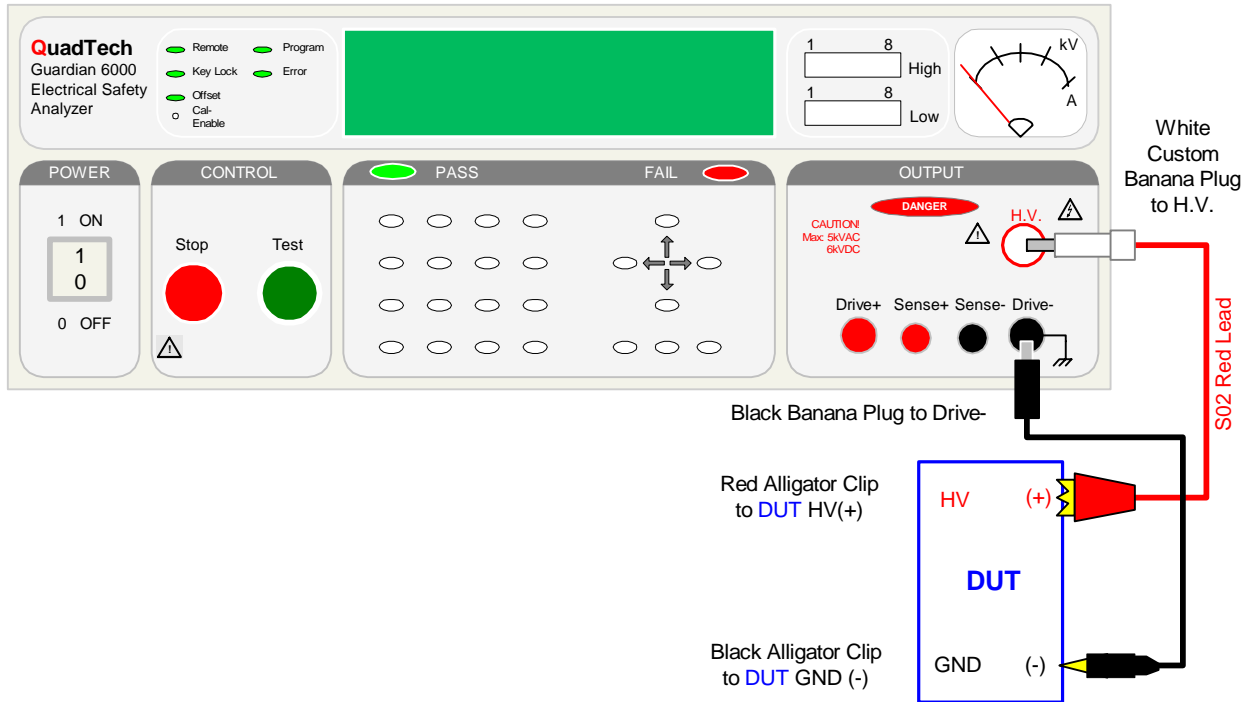 QuadTech
Guardian 6000
Electrical Safety
Analyzer
Remote
Program
Key Lock
Error
Offset
Cal-
Enable
1 8
High
1 8
Low
kV
A
White
Custom
Banana Plug
to H.V.
POWER
1 ON
1
0
0 OFF
CONTROL
Stop
Test
PASS
FAIL
OUTPUT
DANGER
CAUTION!
Max: 5kVAC
6kVDC
H.V.
Drive+ Sense+ Sense- Drive-
S02 Red Lead
Black Banana Plug to Drive-
Red Alligator Clip
to DUT HV(+)
HV (+)
DUT
Black Alligator Clip
to DUT GND (-)
GND (-)